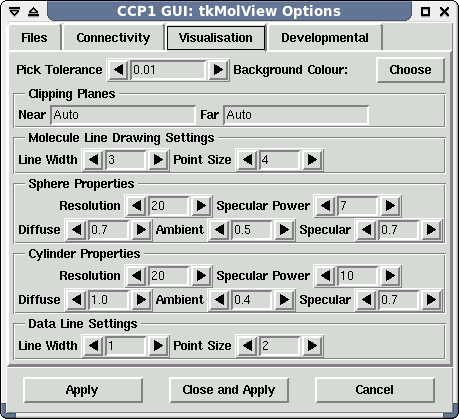 CCP1 GUI: tkMolView Options
Files Connectivity Visualisation Developmental
Pick Tolerance 0.01 Background Colour: Choose
Clipping Planes
Near Auto Far Auto
Molecule Line Drawing Settings
Line Width 3 Point Size 4
Sphere Properties
Resolution 20 Specular Power 7
Diffuse 0.7 Ambient 0.5 Specular 0.7
Cylinder Properties
Resolution 20 Specular Power 10
Diffuse 1.0 Ambient 0.4 Specular 0.7
Data Line Settings
Line Width 1 Point Size 2
Apply Close and Apply Cancel